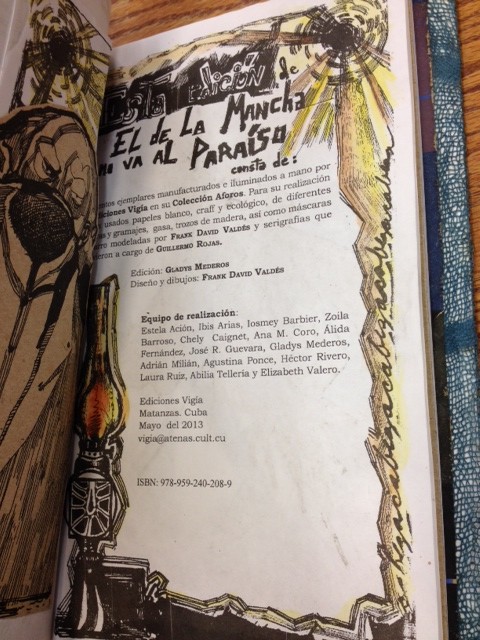 Esta edición de
EL DE LA MANCHA
no VA AL PARAÍSO
consta de:
ejemplares manufacturados e iluminados a mano por
Ediciones Vigía en su Colección Aforos. Para su realización
usados papeles blanco, craff y ecológico, de diferentes
y gramajes, gasa, trozos de madera, así como máscaras
modeladas por FRANK DAVID VALDÉS y serigrafías que
a cargo de GUILLERMO ROJAS.
Edición: GLADYS MEDEROS
Diseño y dibujos: FRANK DAVID VALDÉS
Equipo de realización:
Estela Ación, Ibis Arias, Iosmey Barbier, Zoila
Barroso, Chely Caignet, Ana M. Coro, Álida
Fernández, José R. Guevara, Gladys Mederos,
Adrián Milián, Agustina Ponce, Héctor Rivero,
Laura Ruiz, Abilia Tellería y Elizabeth Valero.
Ediciones Vigía
Matanzas. Cuba
Mayo del 2013
vigia@atenas.cult.cu
ISBN: 978-959-240-208-9